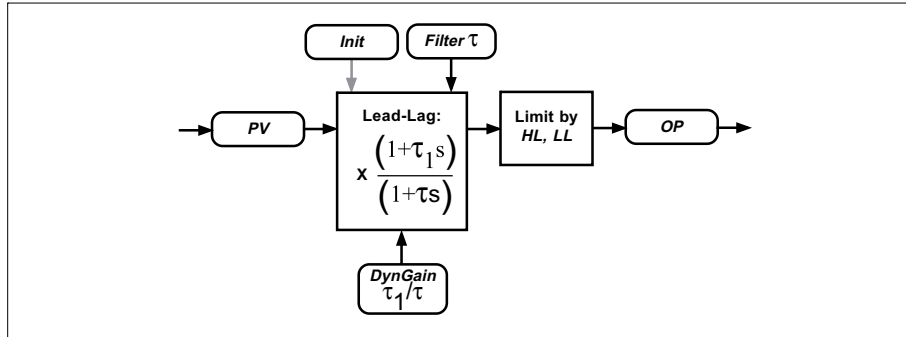 Init
Filter τ
PV
Lead-Lag:
x (1+τ1s)
(1+τs)
Limit by
HL, LL
OP
DynGain
τ1/τ